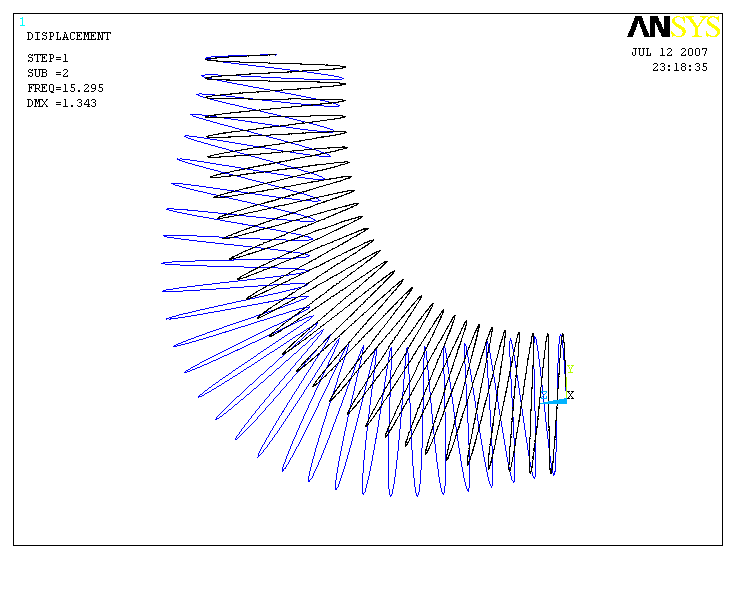 1
DISPLACEMENT
STEP=1
SUB =2
FREQ=15.295
DMX =1.343
ANSYS
JUL 12 2007
23:18:35
Y
Z
X